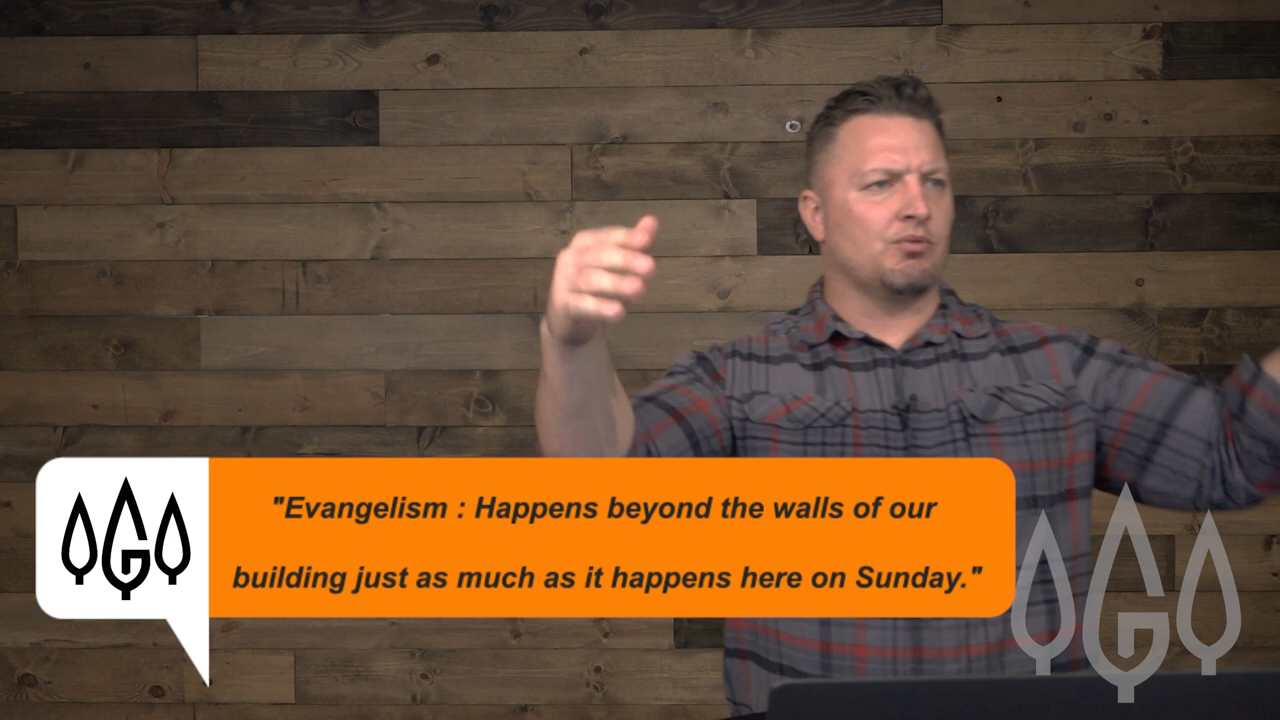 "Evangelism : Happens beyond the walls of our
building just as much as it happens here on Sunday."